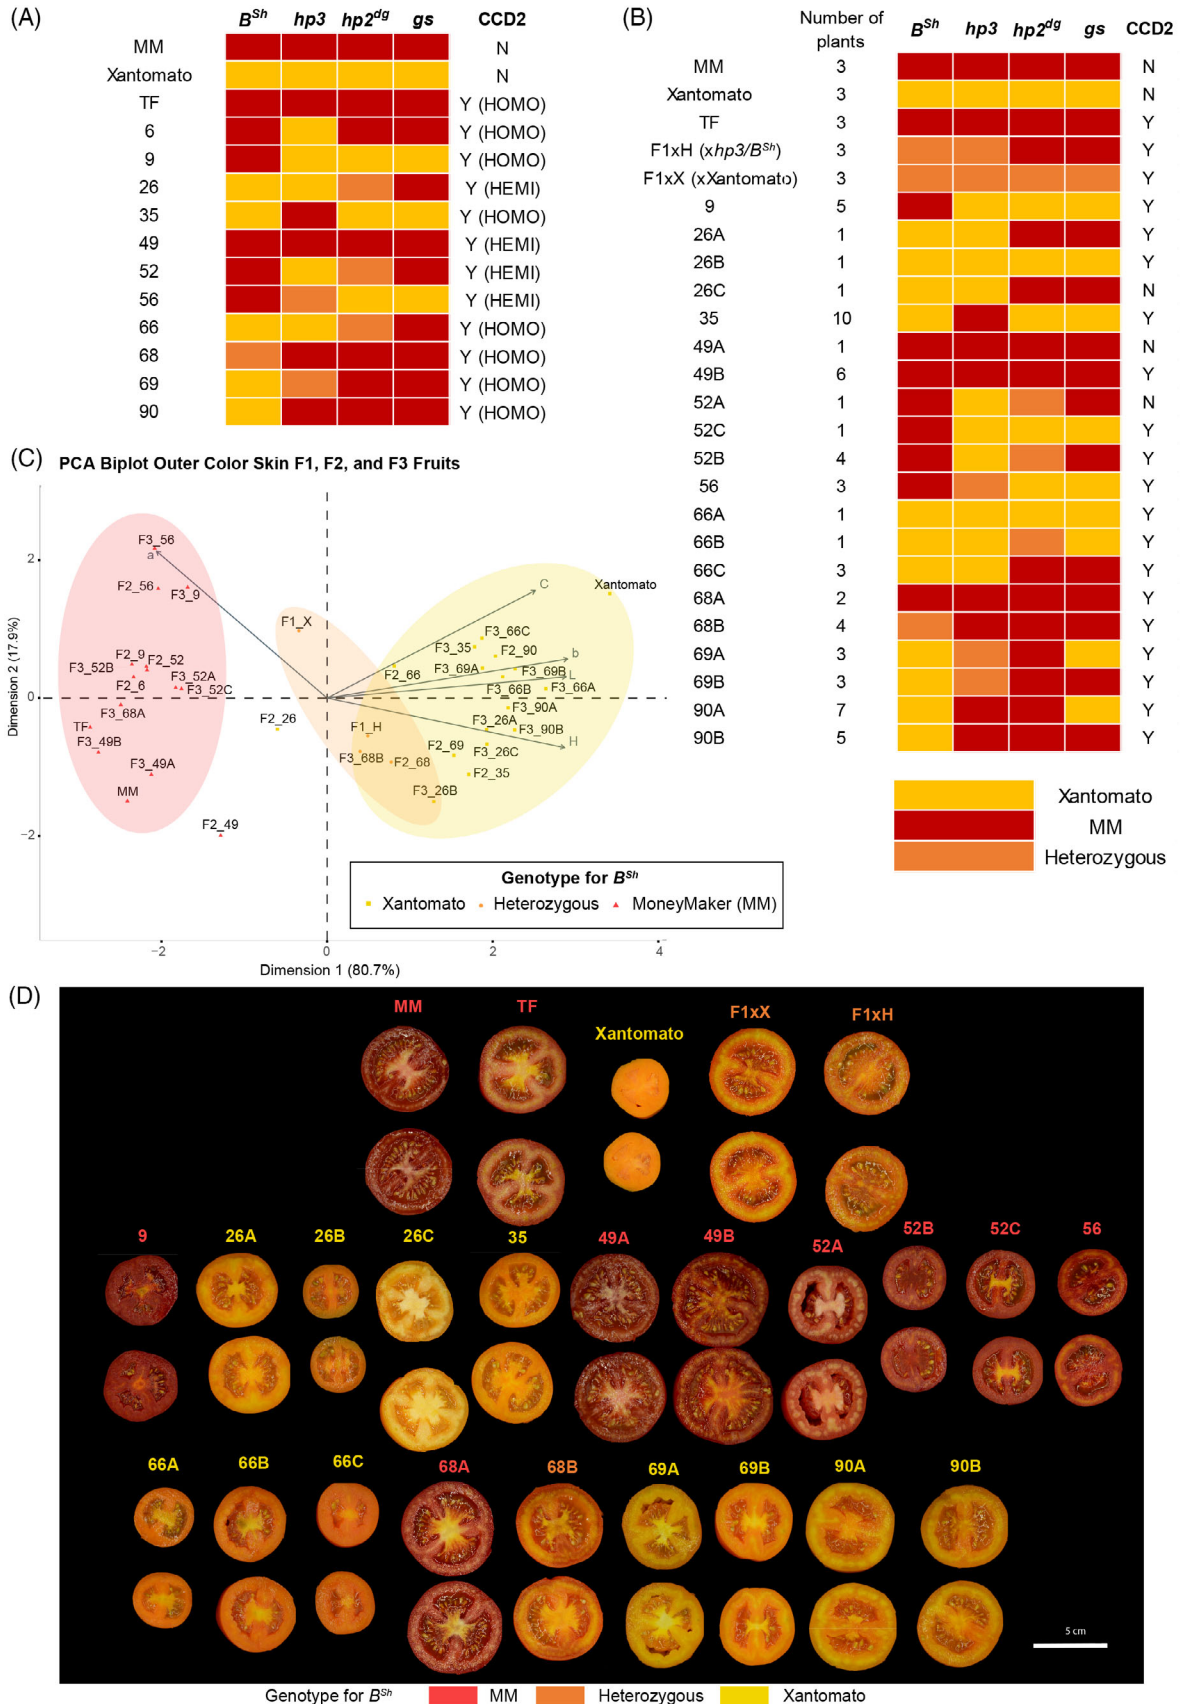 (A)
B^Sh hp3 hp2^dg gs CCD2
MM N
Xantomato N
TF Y (HOMO)
6 Y (HOMO)
9 Y (HOMO)
26 Y (HEMI)
35 Y (HOMO)
49 Y (HEMI)
52 Y (HEMI)
56 Y (HEMI)
66 Y (HOMO)
68 Y (HOMO)
69 Y (HOMO)
90 Y (HOMO)
(B)
Number of
plants
B^Sh hp3 hp2^dg gs CCD2
MM 3 N
Xantomato 3 N
TF 3 Y
F1xH (xhp3/B^Sh) 3 Y
F1xX (xXantomato) 3 Y
9 5 Y
26A 1 Y
26B 1 Y
26C 1 N
35 10 Y
49A 1 N
49B 6 Y
52A 1 N
52C 1 Y
52B 4 Y
56 3 Y
66A 1 Y
66B 1 Y
66C 3 Y
68A 2 Y
68B 4 Y
69A 3 Y
69B 3 Y
90A 7 Y
90B 5 Y
Xantomato
MM
Heterozygous
(C) PCA Biplot Outer Color Skin F1, F2, and F3 Fruits
Dimension 2 (17.9%)
2
0
−2
F3_56
a
F2_56
F3_9
F1_X
Xantomato
C
F3_66C
F3_35
F2_90
b
F2_9
F2_52
F3_52B
F3_52A
F2_6
F3_52C
F2_66
F3_69A
F3_69B
L
F3_66B
F3_66A
F3_68A
F3_90A
TF
F2_26
F1_H
F3_26A
F3_90B
F3_49B
F3_68B
F2_68
F2_69
F3_26C
H
F3_49A
F2_35
MM
F3_26B
F2_49
Genotype for B^Sh
Xantomato Heterozygous MoneyMaker (MM)
−2 0 2 4
Dimension 1 (80.7%)
(D)
MM TF Xantomato F1xX F1xH
9 26A 26B 26C 35 49A 49B 52A 52B 52C 56
66A 66B 66C 68A 68B 69A 69B 90A 90B
5 cm
Genotype for B^Sh MM Heterozygous Xantomato